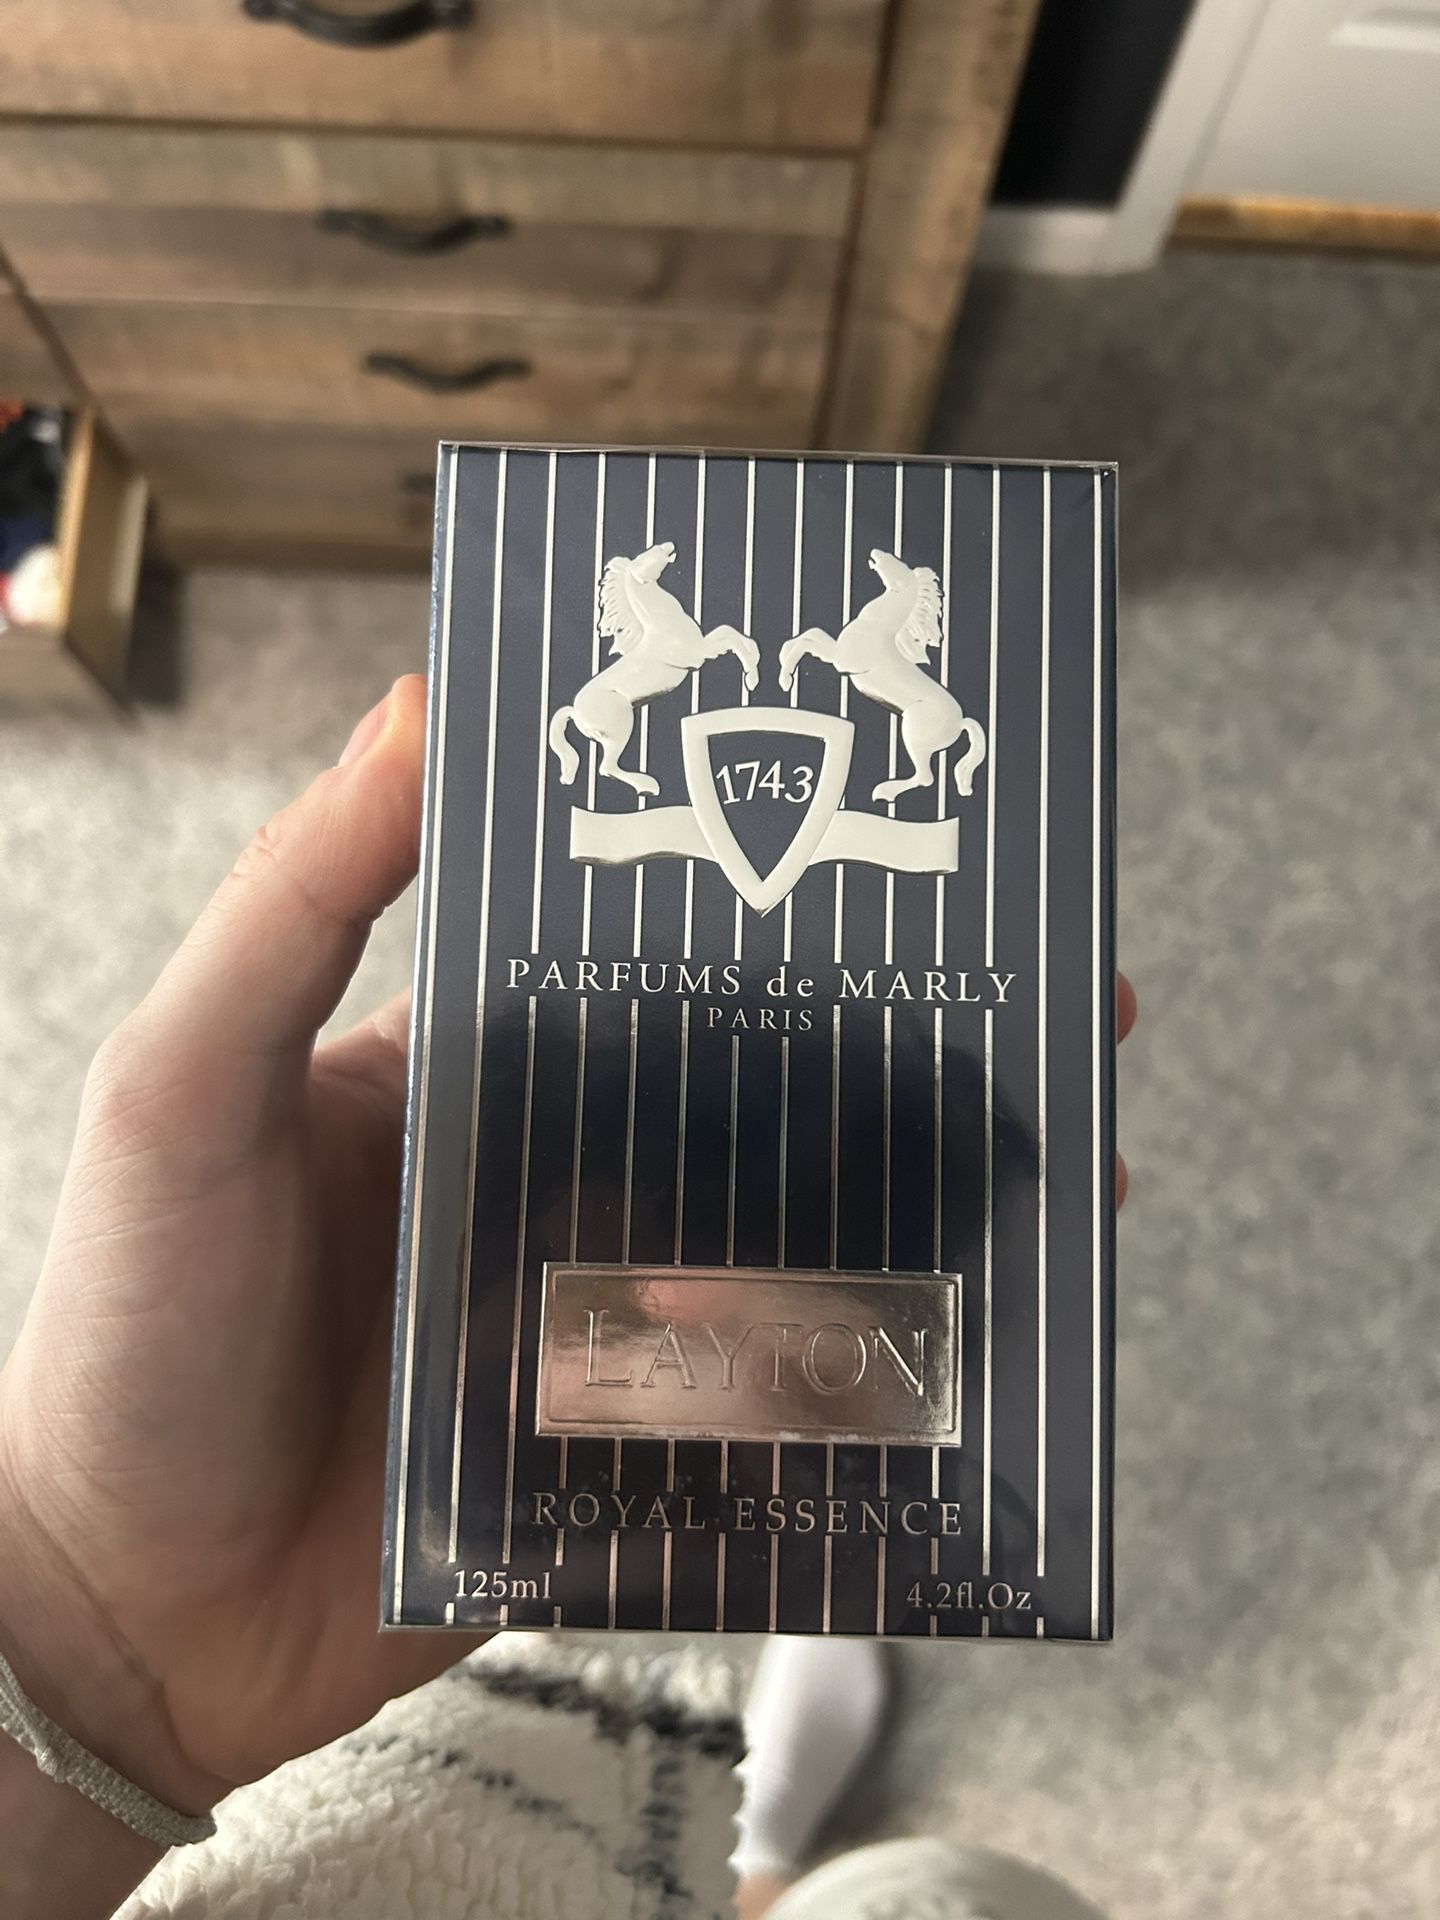 1743
PARFUMS de MARLY
PARIS
LAYTON
ROYAL ESSENCE
125ml 4.2fl.Oz